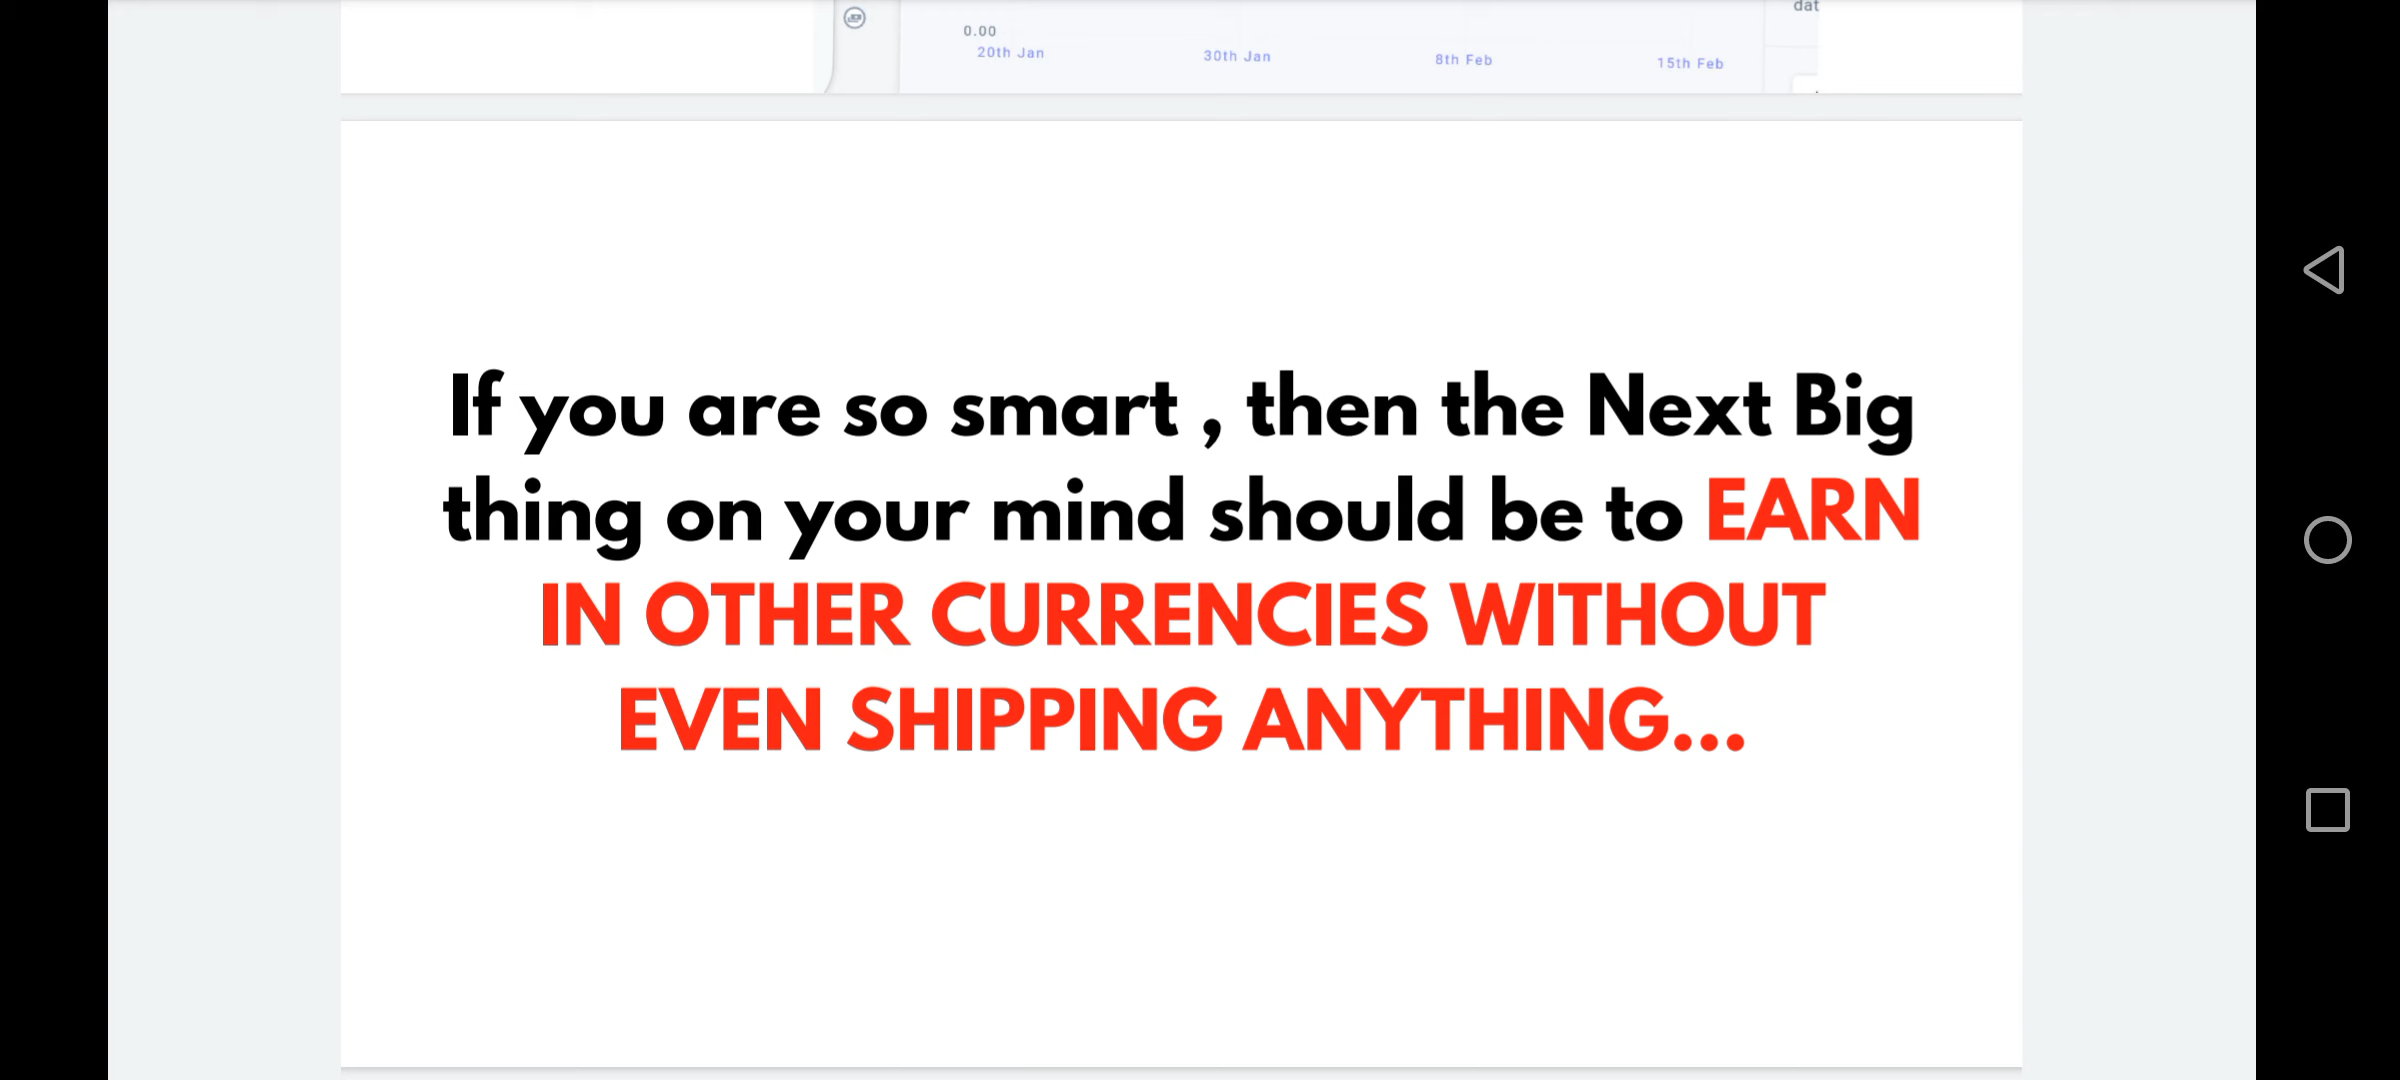 dat
0.00
20th Jan 30th Jan 8th Feb 15th Feb
If you are so smart , then the Next Big
thing on your mind should be to EARN
IN OTHER CURRENCIES WITHOUT
EVEN SHIPPING ANYTHING...